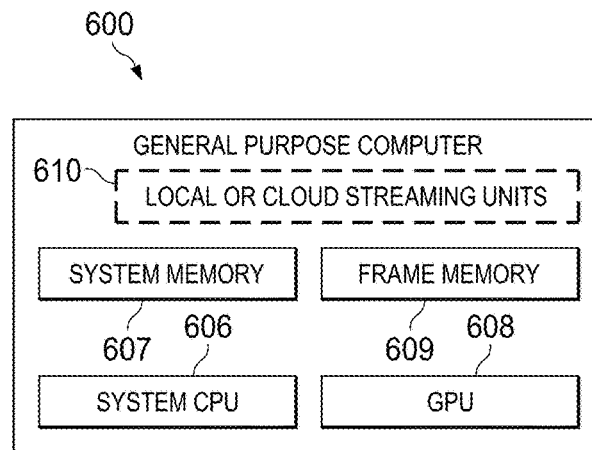 600
GENERAL PURPOSE COMPUTER
610
LOCAL OR CLOUD STREAMING UNITS
SYSTEM MEMORY
FRAME MEMORY
607
606
609
608
SYSTEM CPU
GPU